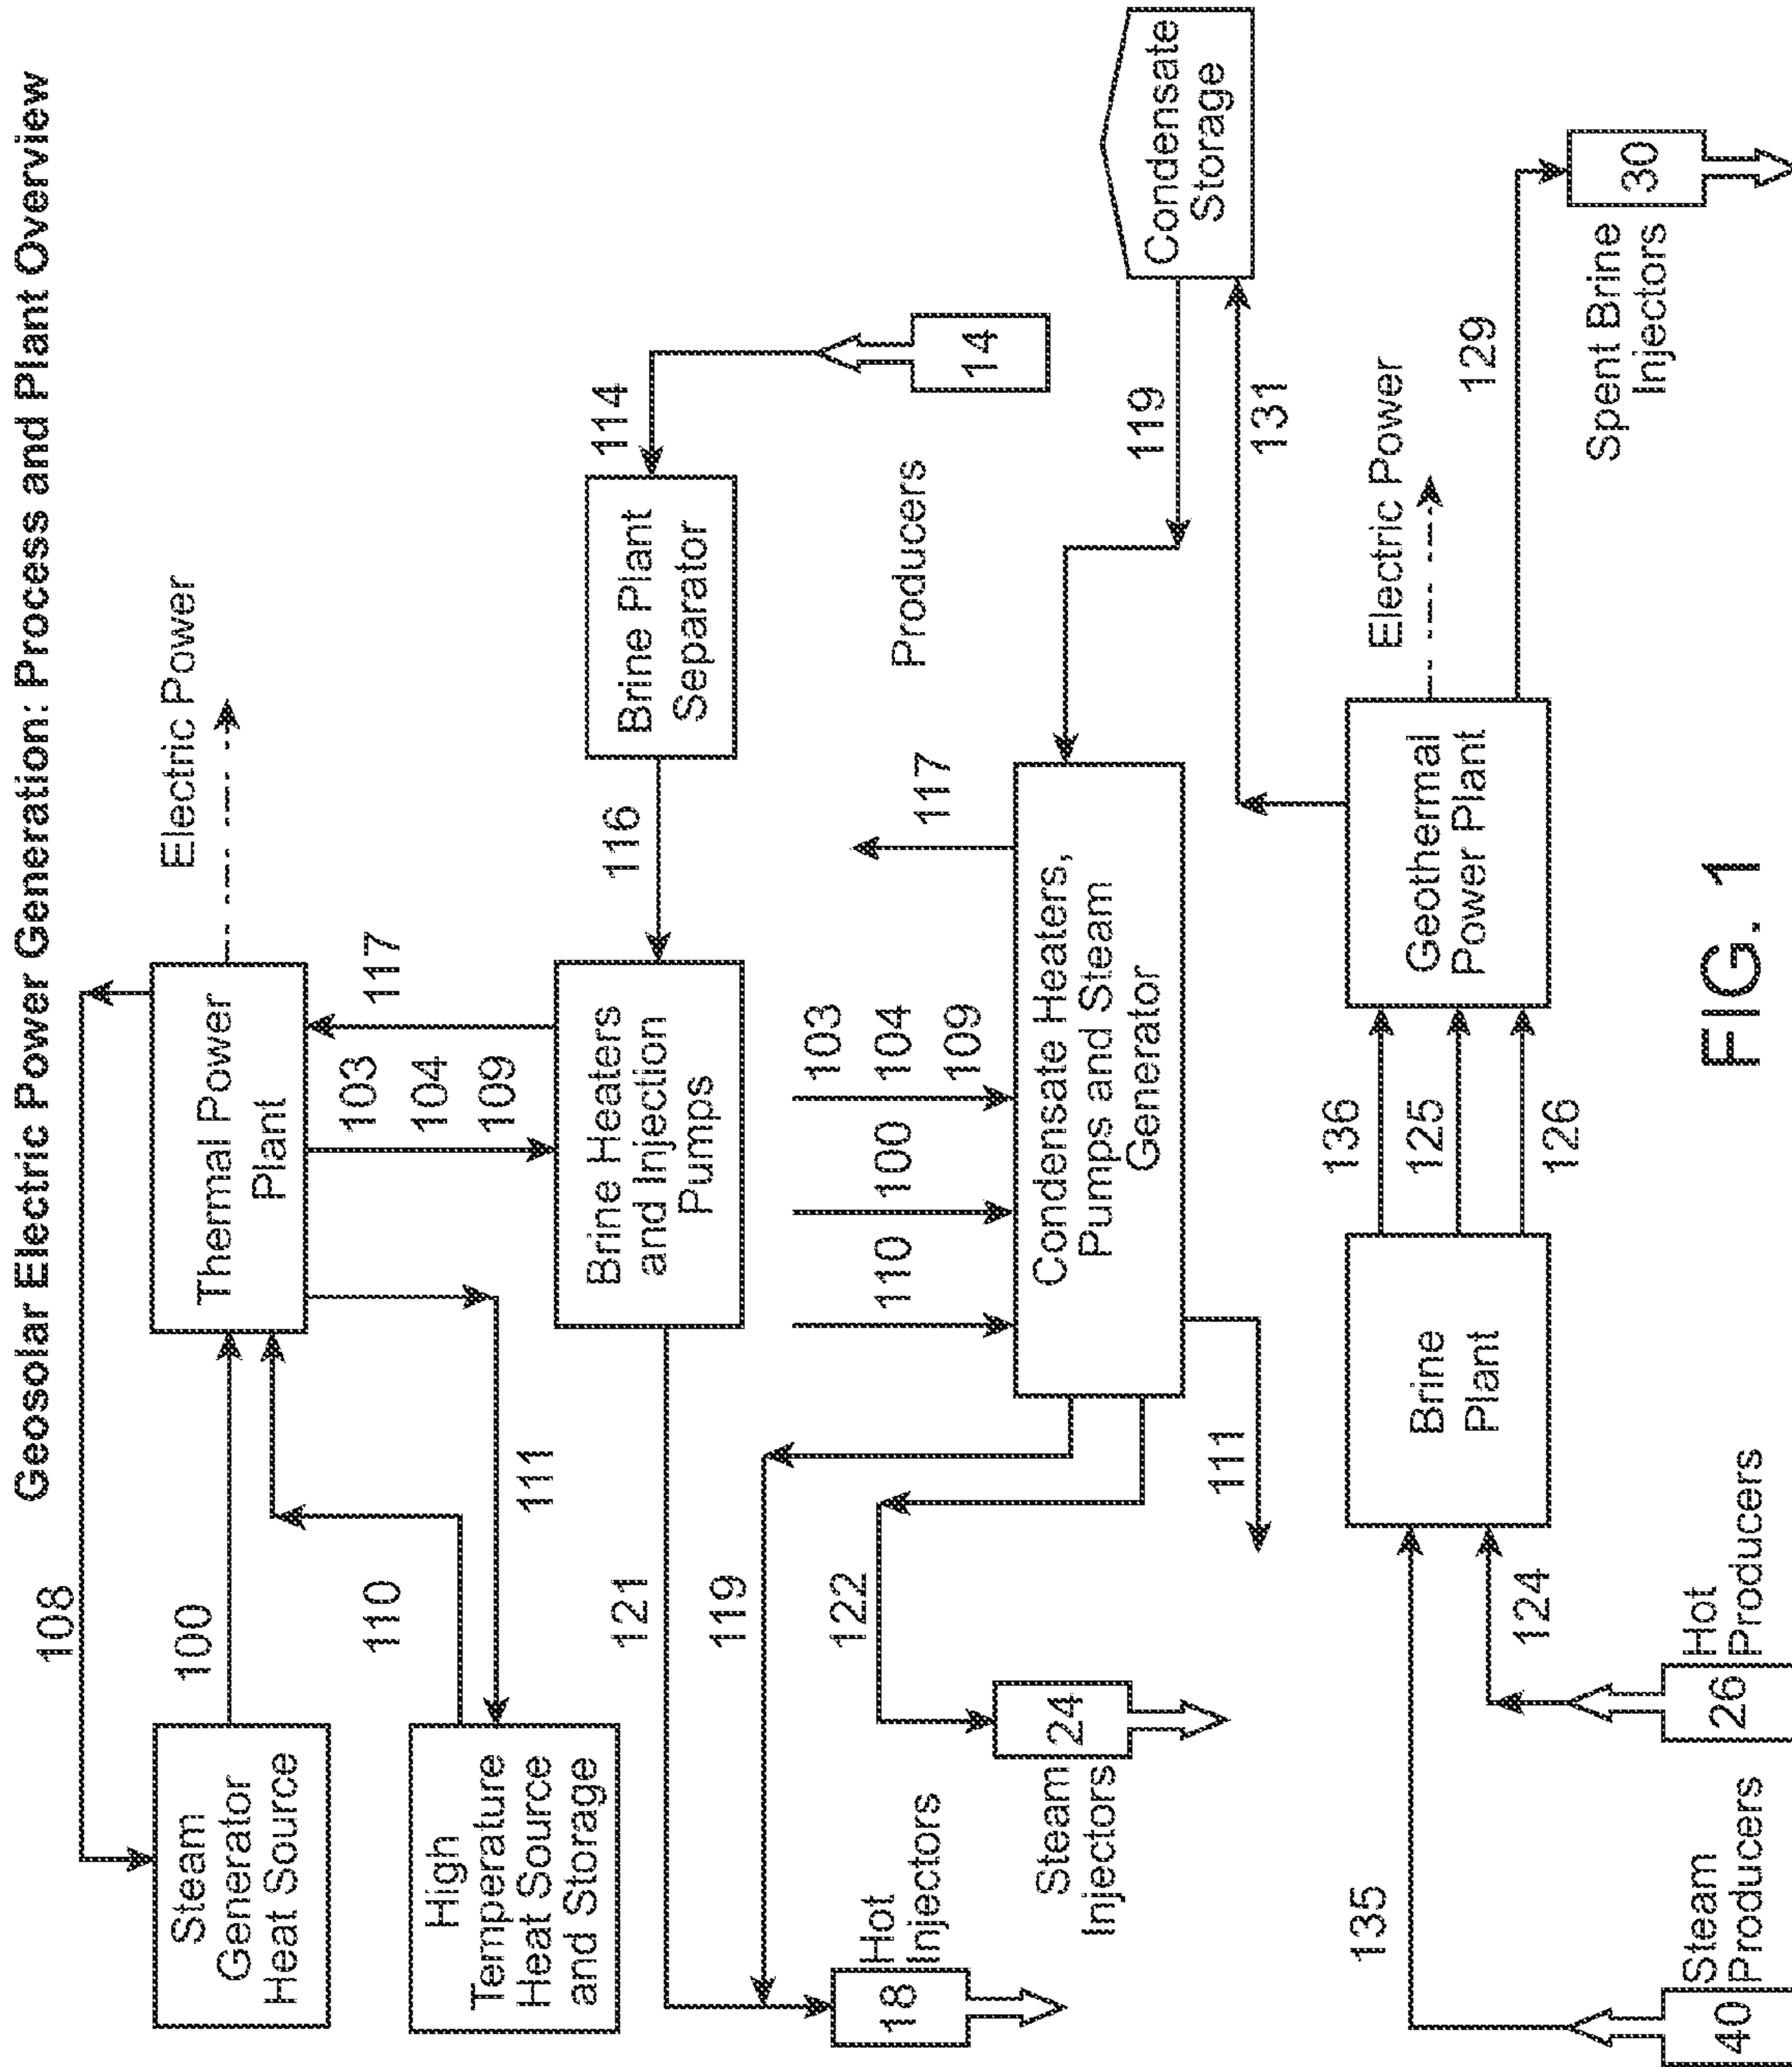 Geosolar Electric Power Generation: Process and Plant Overview
108
Steam
Generator
Heat Source
100
Thermal Power
Plant
Electric Power
High
Temperature
Heat Source
and Storage
110
111
103
104
109
117
Brine Heaters
and Injection
Pumps
116
Brine Plant
Separator
114
14
Producers
121
119
122
18
Hot
Injectors
24
Steam
Injectors
110
100
103
104
109
117
Condensate Heaters,
Pumps and Steam
Generator
111
119
Condensate
Storage
131
135
40
Steam
Producers
124
26
Hot
Producers
Brine
Plant
136
125
126
Geothermal
Power Plant
Electric Power
129
Spent Brine
Injectors
30
FIG. 1